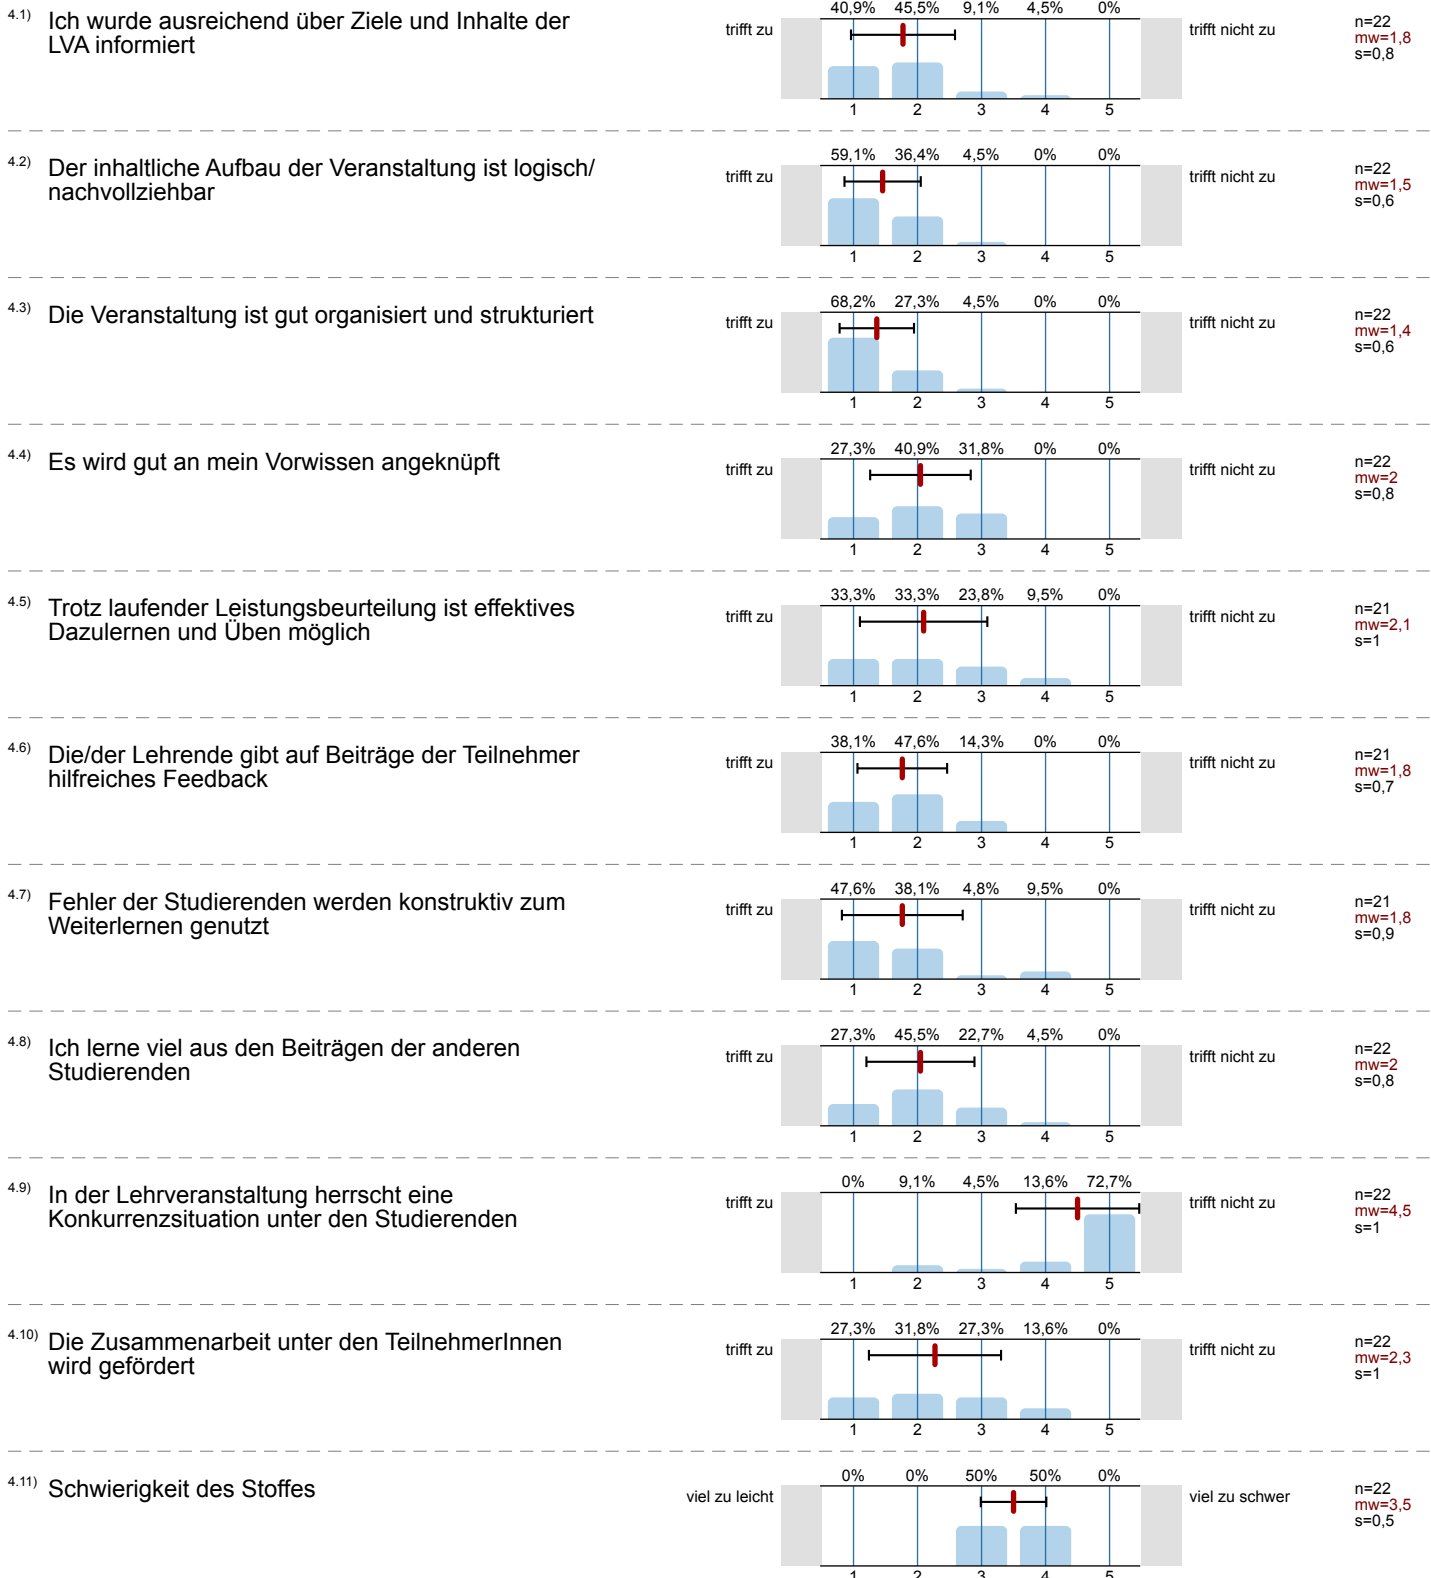 4.1) Ich wurde ausreichend über Ziele und Inhalte der
LVA informiert
trifft zu
40,9% 45,5% 9,1% 4,5% 0%
1 2 3 4 5
trifft nicht zu
n=22
mw=1,8
s=0,8
4.2) Der inhaltliche Aufbau der Veranstaltung ist logisch/
nachvollziehbar
trifft zu
59,1% 36,4% 4,5% 0% 0%
1 2 3 4 5
trifft nicht zu
n=22
mw=1,5
s=0,6
4.3) Die Veranstaltung ist gut organisiert und strukturiert
trifft zu
68,2% 27,3% 4,5% 0% 0%
1 2 3 4 5
trifft nicht zu
n=22
mw=1,4
s=0,6
4.4) Es wird gut an mein Vorwissen angeknüpft
trifft zu
27,3% 40,9% 31,8% 0% 0%
1 2 3 4 5
trifft nicht zu
n=22
mw=2
s=0,8
4.5) Trotz laufender Leistungsbeurteilung ist effektives
Dazulernen und Üben möglich
trifft zu
33,3% 33,3% 23,8% 9,5% 0%
1 2 3 4 5
trifft nicht zu
n=21
mw=2,1
s=1
4.6) Die/der Lehrende gibt auf Beiträge der Teilnehmer
hilfreiches Feedback
trifft zu
38,1% 47,6% 14,3% 0% 0%
1 2 3 4 5
trifft nicht zu
n=21
mw=1,8
s=0,7
4.7) Fehler der Studierenden werden konstruktiv zum
Weiterlernen genutzt
trifft zu
47,6% 38,1% 4,8% 9,5% 0%
1 2 3 4 5
trifft nicht zu
n=21
mw=1,8
s=0,9
4.8) Ich lerne viel aus den Beiträgen der anderen
Studierenden
trifft zu
27,3% 45,5% 22,7% 4,5% 0%
1 2 3 4 5
trifft nicht zu
n=22
mw=2
s=0,8
4.9) In der Lehrveranstaltung herrscht eine
Konkurrenzsituation unter den Studierenden
trifft zu
0% 9,1% 4,5% 13,6% 72,7%
1 2 3 4 5
trifft nicht zu
n=22
mw=4,5
s=1
4.10) Die Zusammenarbeit unter den TeilnehmerInnen
wird gefördert
trifft zu
27,3% 31,8% 27,3% 13,6% 0%
1 2 3 4 5
trifft nicht zu
n=22
mw=2,3
s=1
4.11) Schwierigkeit des Stoffes
viel zu leicht
0% 0% 50% 50% 0%
1 2 3 4 5
viel zu schwer
n=22
mw=3,5
s=0,5